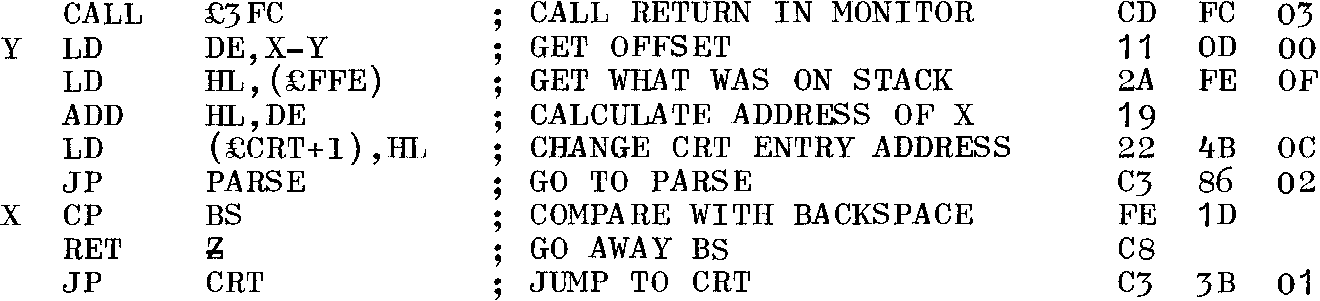 CALL £3FC ; CALL RETURN IN MONITOR CD FC 03
Y LD DE,X-Y ; GET OFFSET 11 0D 00
LD HL,(£FFE) ; GET WHAT WAS ON STACK 2A FE 0F
ADD HL,DE ; CALCULATE ADDRESS OF X 19
LD (£CRT+1),HL ; CHANGE CRT ENTRY ADDRESS 22 4B 0C
JP PARSE ; GO TO PARSE C3 86 02
X CP BS ; COMPARE WITH BACKSPACE FE 1D
RET Z ; GO AWAY BS C8
JP CRT ; JUMP TO CRT C3 3B 01